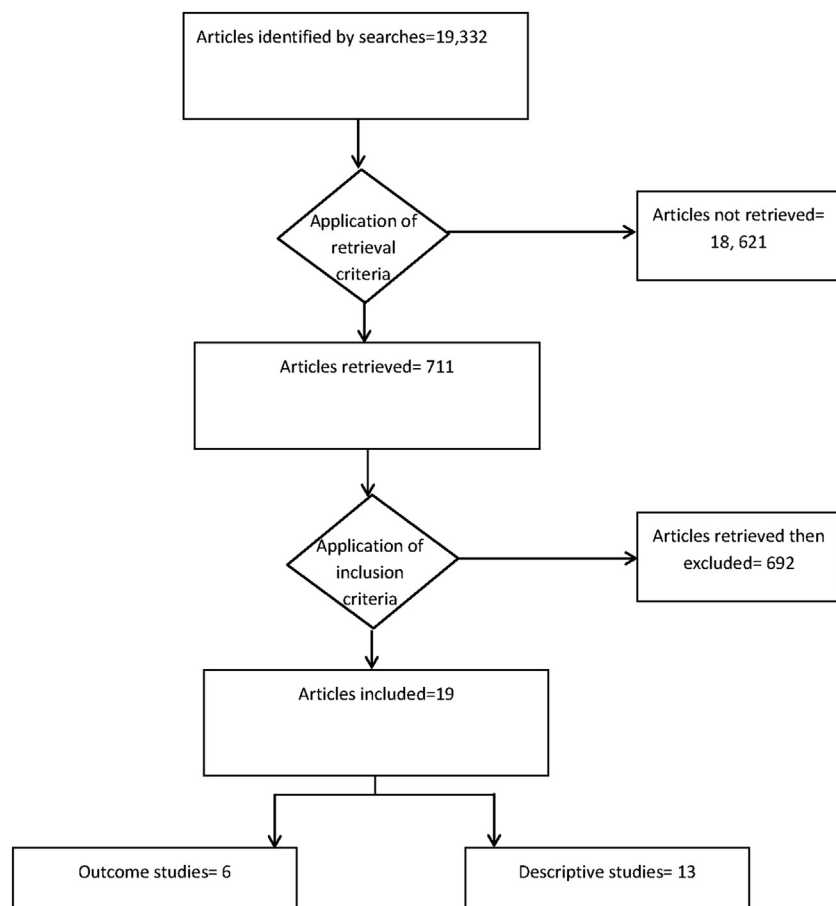 Articles identified by searches=19,332
Application of
retrieval
criteria
Articles not retrieved=
18, 621
Articles retrieved= 711
Application of
inclusion
criteria
Articles retrieved then
excluded= 692
Articles included=19
Outcome studies= 6
Descriptive studies= 13